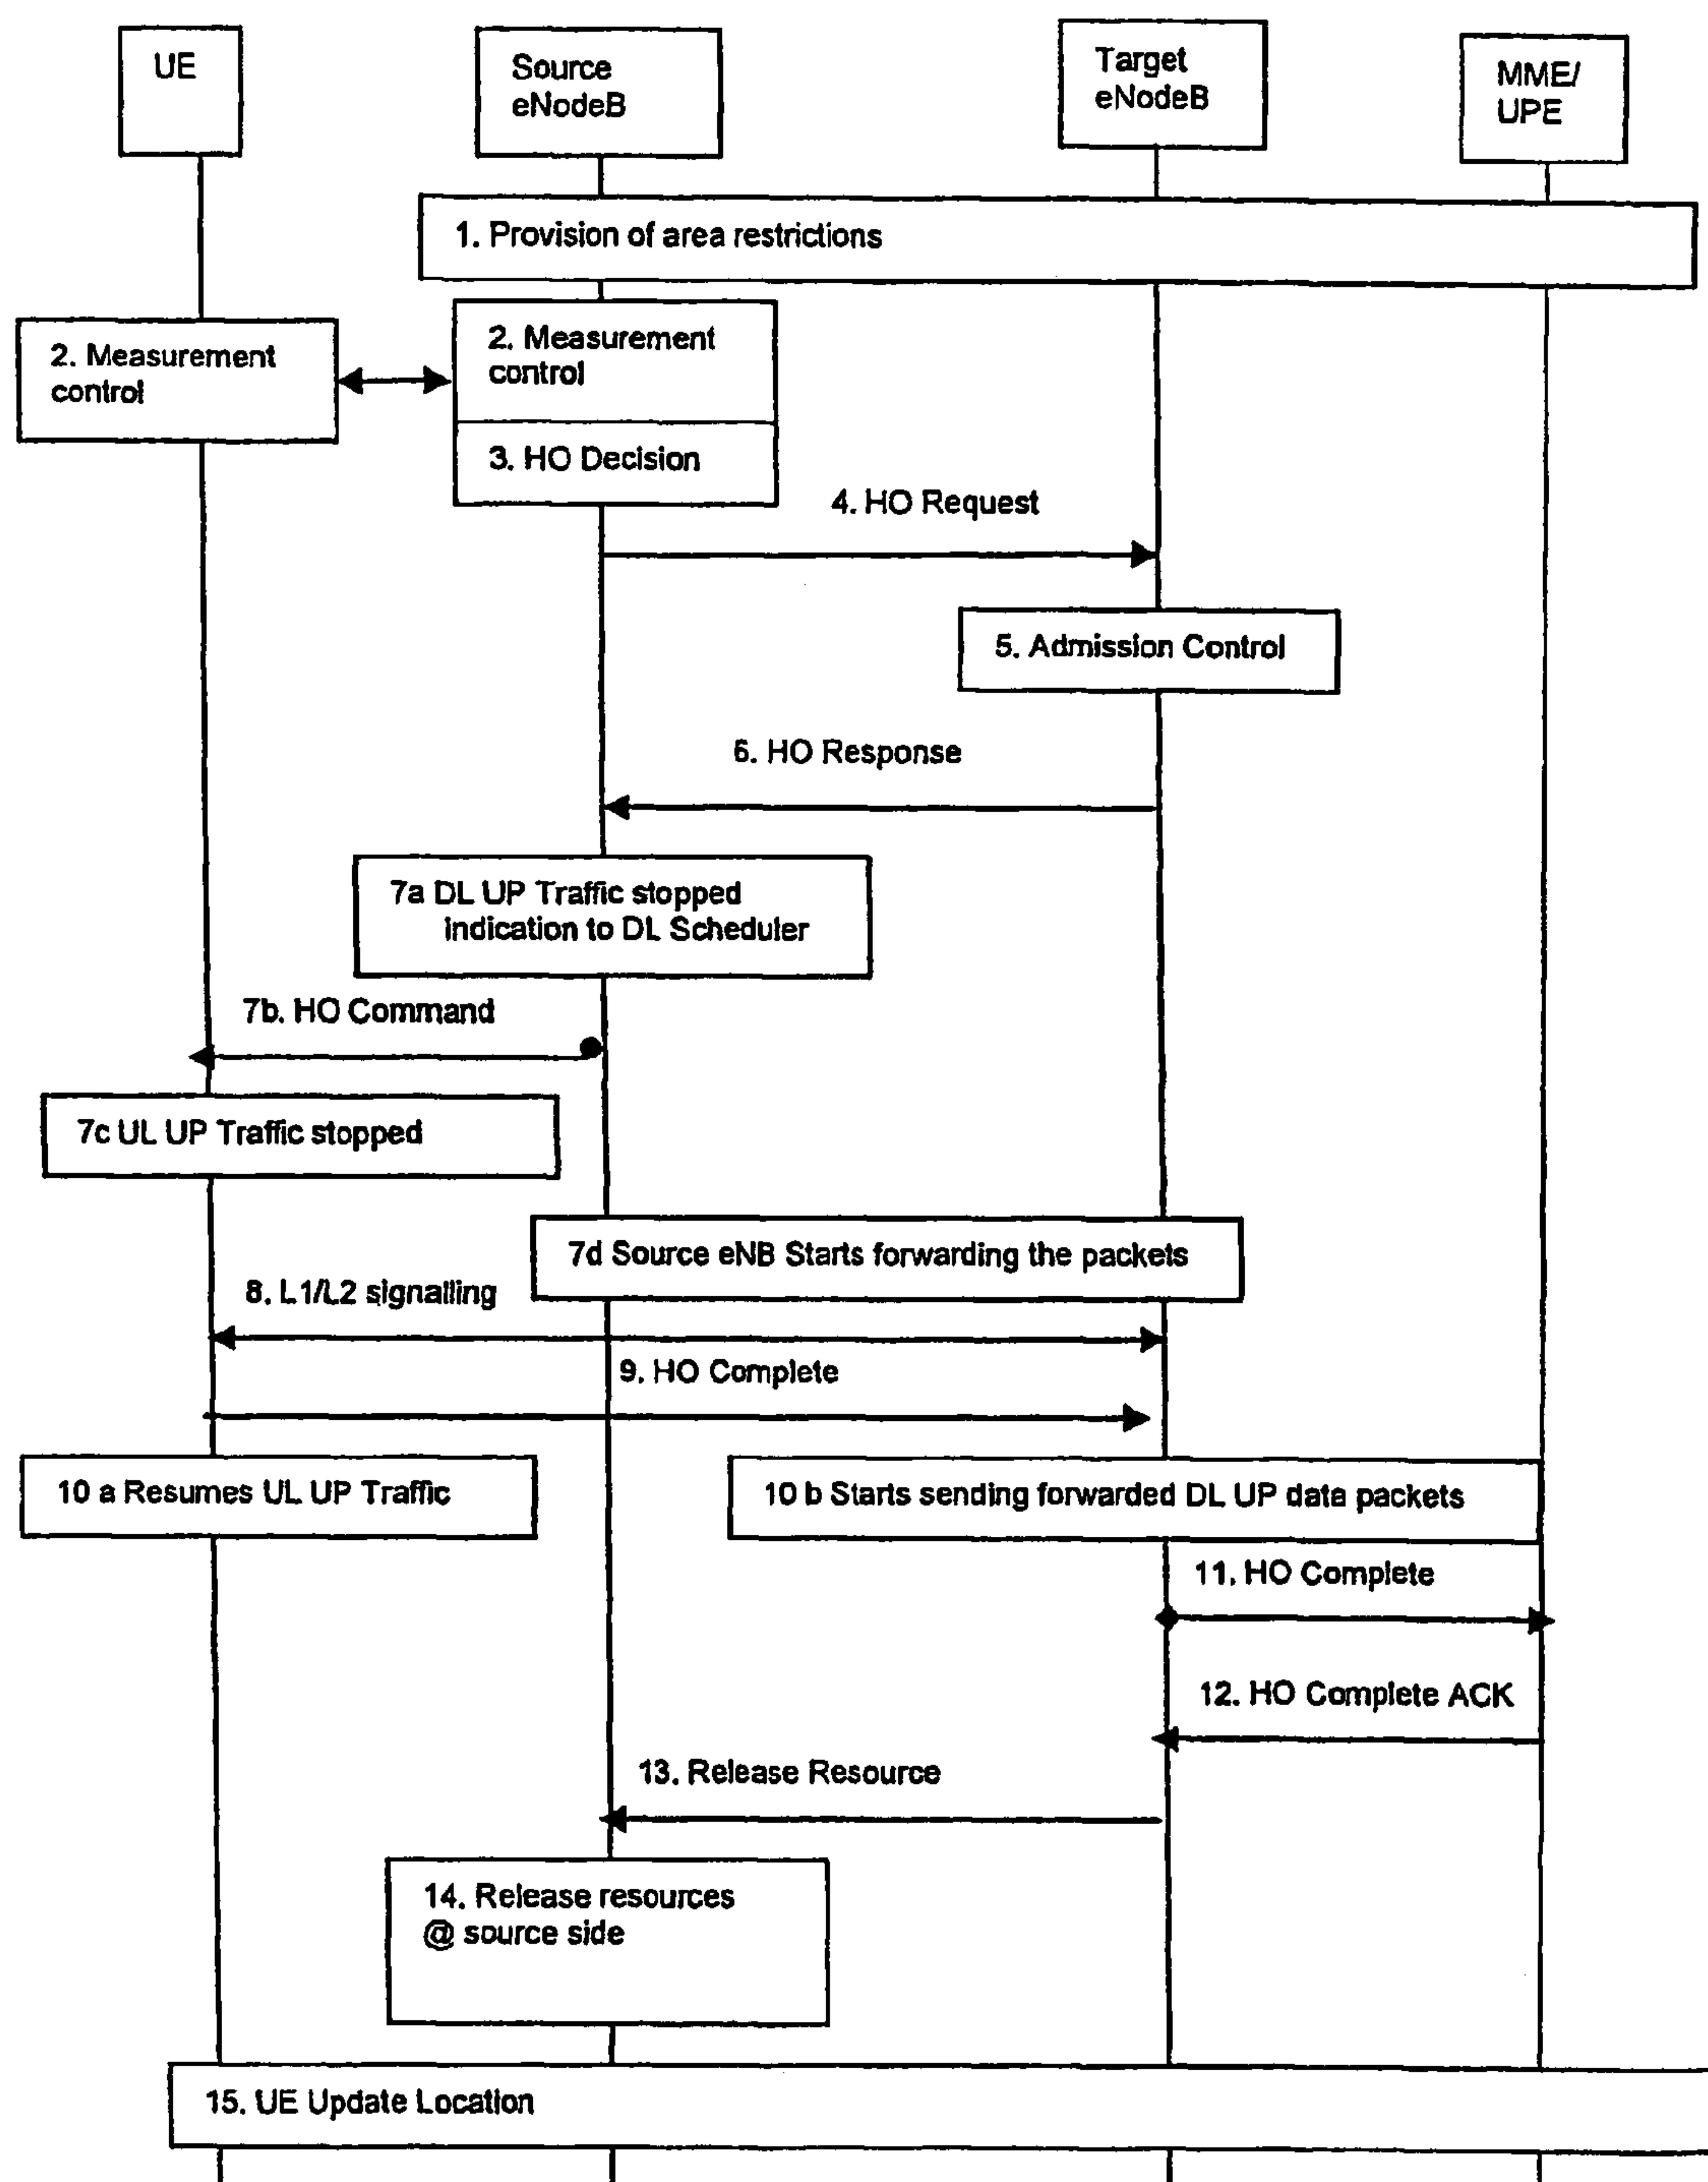 UE
Source
eNodeB
Target
eNodeB
MME/
UPE
1. Provision of area restrictions
2. Measurement
control
2. Measurement
control
3. HO Decision
4. HO Request
5. Admission Control
6. HO Response
7a DL UP Traffic stopped
indication to DL Scheduler
7b. HO Command
7c UL UP Traffic stopped
7d Source eNB Starts forwarding the packets
8. L1/L2 signalling
9. HO Complete
10 a Resumes UL UP Traffic
10 b Starts sending forwarded DL UP data packets
11. HO Complete
12. HO Complete ACK
13. Release Resource
14. Release resources
@ source side
15. UE Update Location